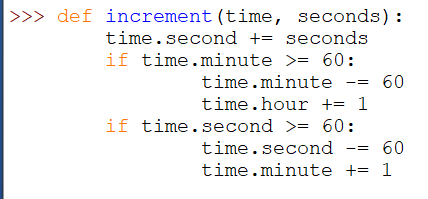 >>> def increment(time, seconds):
        time.second += seconds
        if time.minute >= 60:
                time.minute -= 60
                time.hour += 1
        if time.second >= 60:
                time.second -= 60
                time.minute += 1